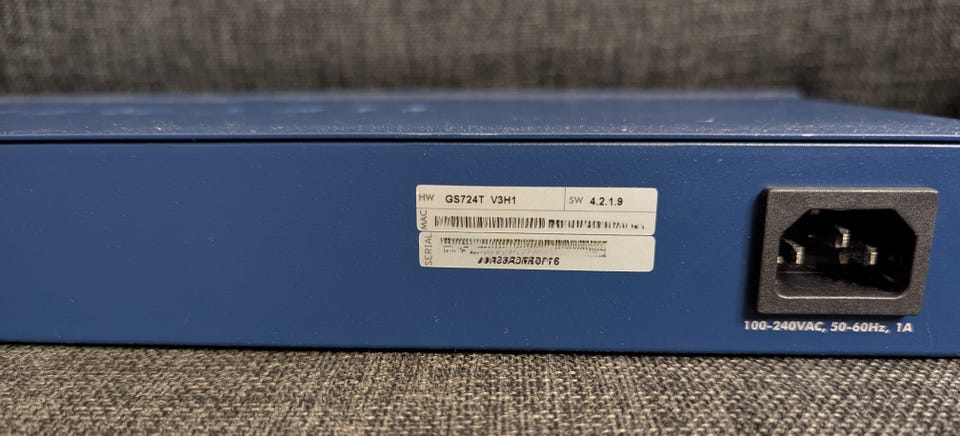 HW GS724T V3H1 SW 4.2.1.9
MAC
SERIAL
100-240VAC, 50-60Hz, 1A